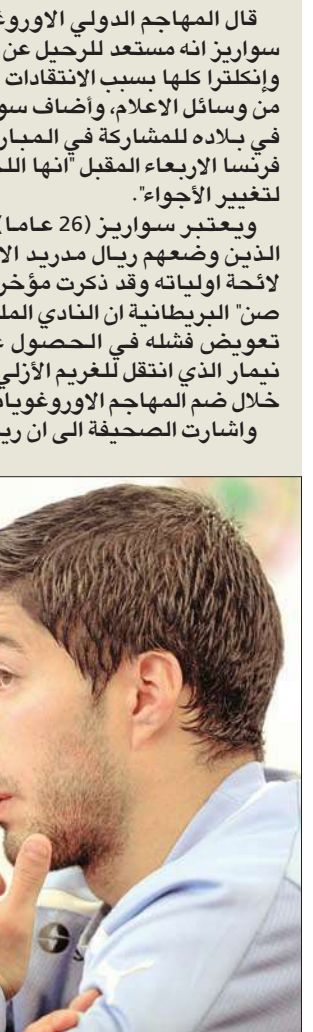 قال المهاجم الدولي الاوروغ
سواريز انه مستعد للرحيل عن
وإنكلترا كلها بسبب الانتقادات
من وسائل الاعلام، وأضاف سو
في بلاده للمشاركة في المبار
فرنسا الاربعاء المقبل "انها الل
لتغيير الأجواء".
ويعتبر سواريز (26 عاما)
الذين وضعهم ريال مدريد الا
لائحة اولياته وقد ذكرت مؤخر
صن" البريطانية ان النادي المل
تعويض فشله في الحصول ع
نيمار الذي انتقل للغريم الأزلي
خلال ضم المهاجم الاوروغويا
واشارت الصحيفة الى ان ري